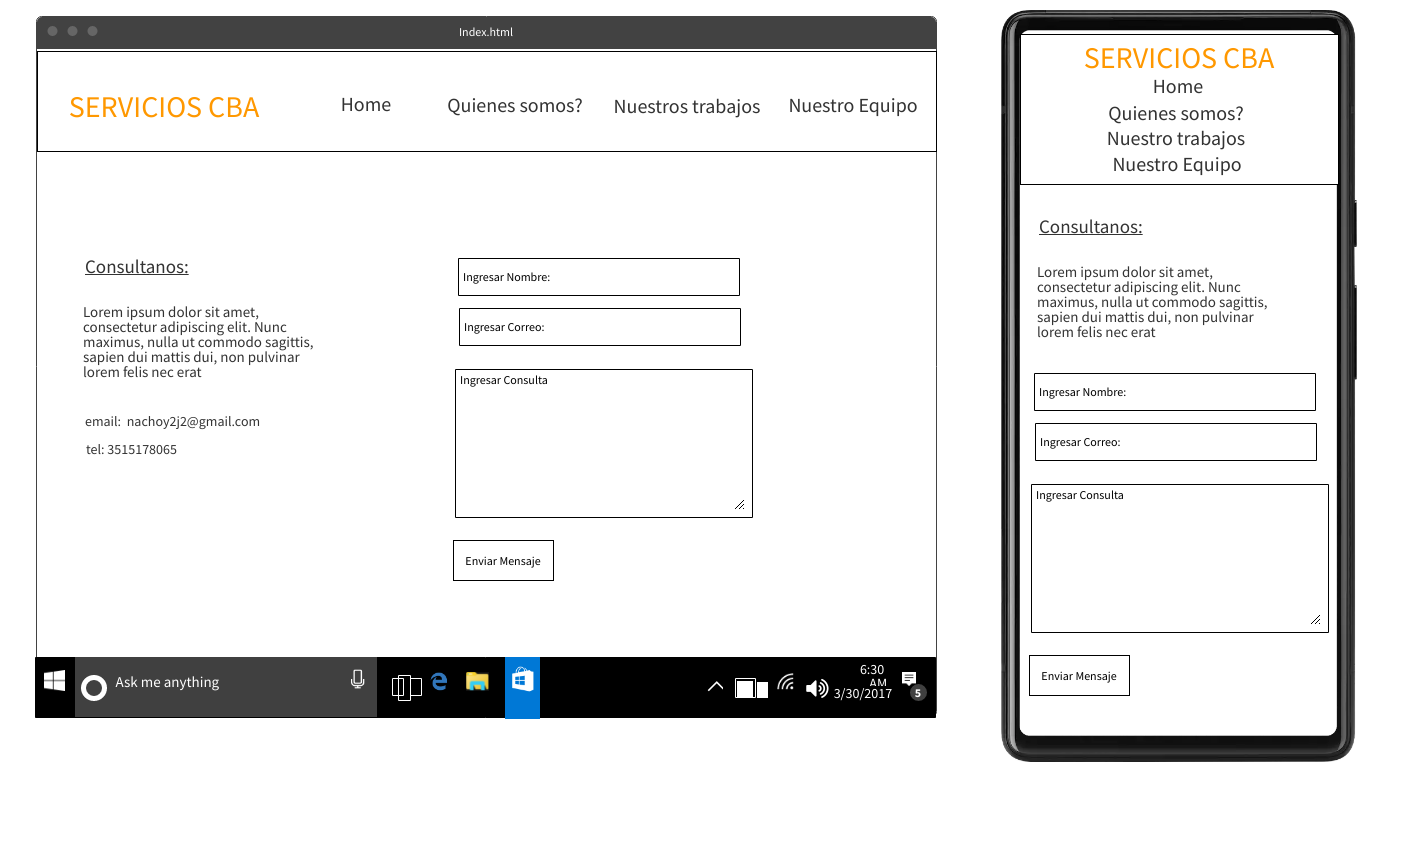 Index.html
SERVICIOS CBA
Home
Quienes somos?
Nuestros trabajos
Nuestro Equipo
Consultanos:
Lorem ipsum dolor sit amet,
consectetur adipiscing elit. Nunc
maximus, nulla ut commodo sagittis,
sapien dui mattis dui, non pulvinar
lorem felis nec erat
email:  nachoy2j2@gmail.com
tel: 3515178065
Ingresar Nombre:
Ingresar Correo:
Ingresar Consulta
Enviar Mensaje
Ask me anything
6:30
AM
3/30/2017
5
SERVICIOS CBA
Home
Quienes somos?
Nuestro trabajos
Nuestro Equipo
Consultanos:
Lorem ipsum dolor sit amet,
consectetur adipiscing elit. Nunc
maximus, nulla ut commodo sagittis,
sapien dui mattis dui, non pulvinar
lorem felis nec erat
Ingresar Nombre:
Ingresar Correo:
Ingresar Consulta
Enviar Mensaje